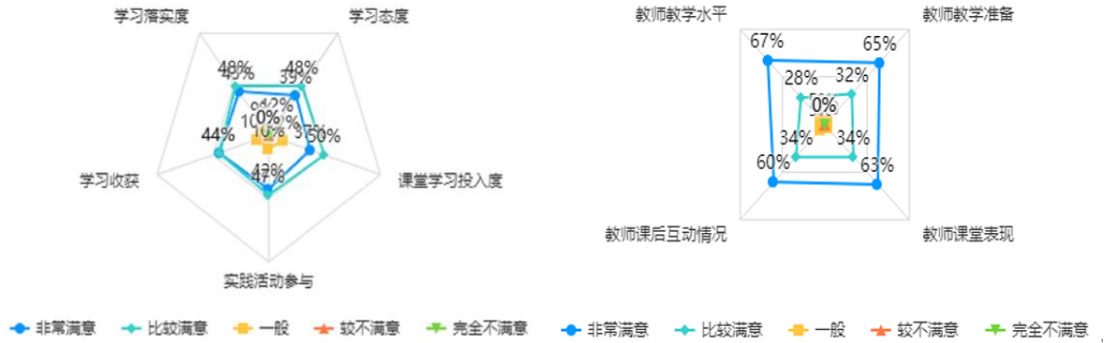 学习落实度
学习态度
48%
48%
39%
0%
10%
44%
50%
学习收获
课堂学习投入度
47%
实践活动参与
非常满意
比较满意
一般
较不满意
完全不满意
教师教学水平
教师教学准备
67%
65%
28%
32%
0%
34%
34%
60%
63%
教师课后互动情况
教师课堂表现
非常满意
比较满意
一般
较不满意
完全不满意